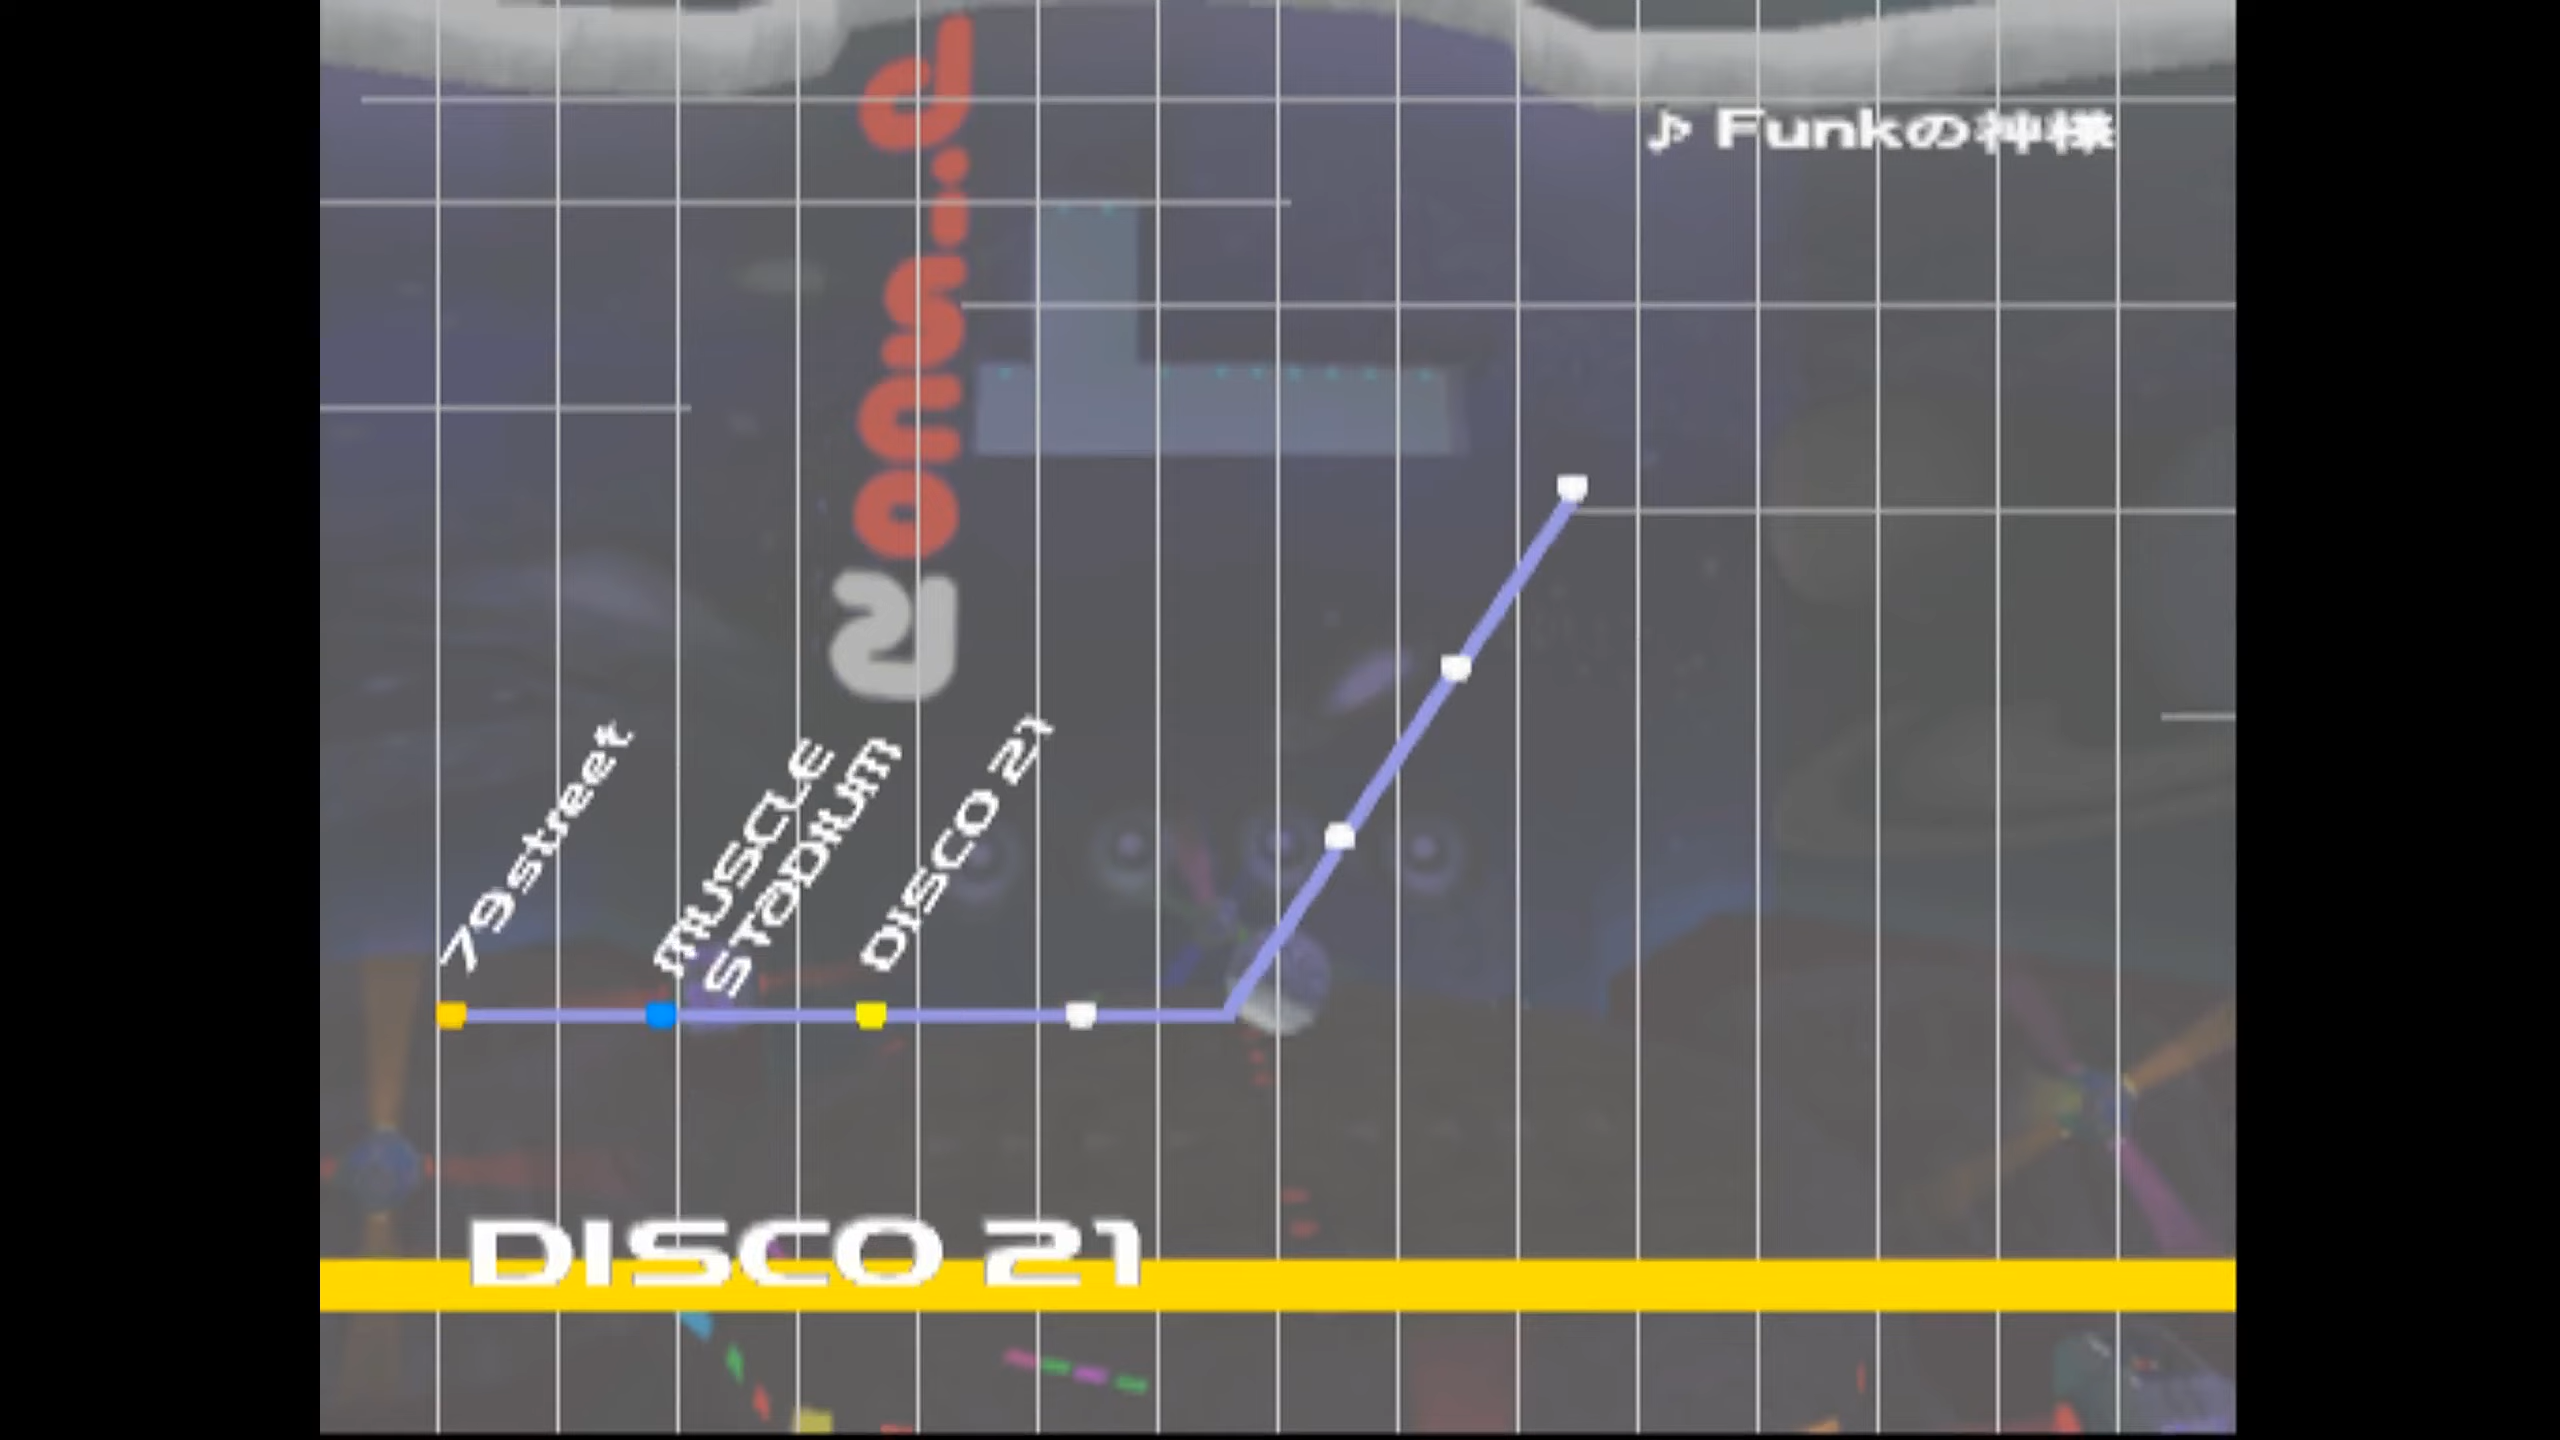 ♪ Funkの神様
disco
21
79street
MUSCLE
STADIUM
DISCO 21
DISCO 21